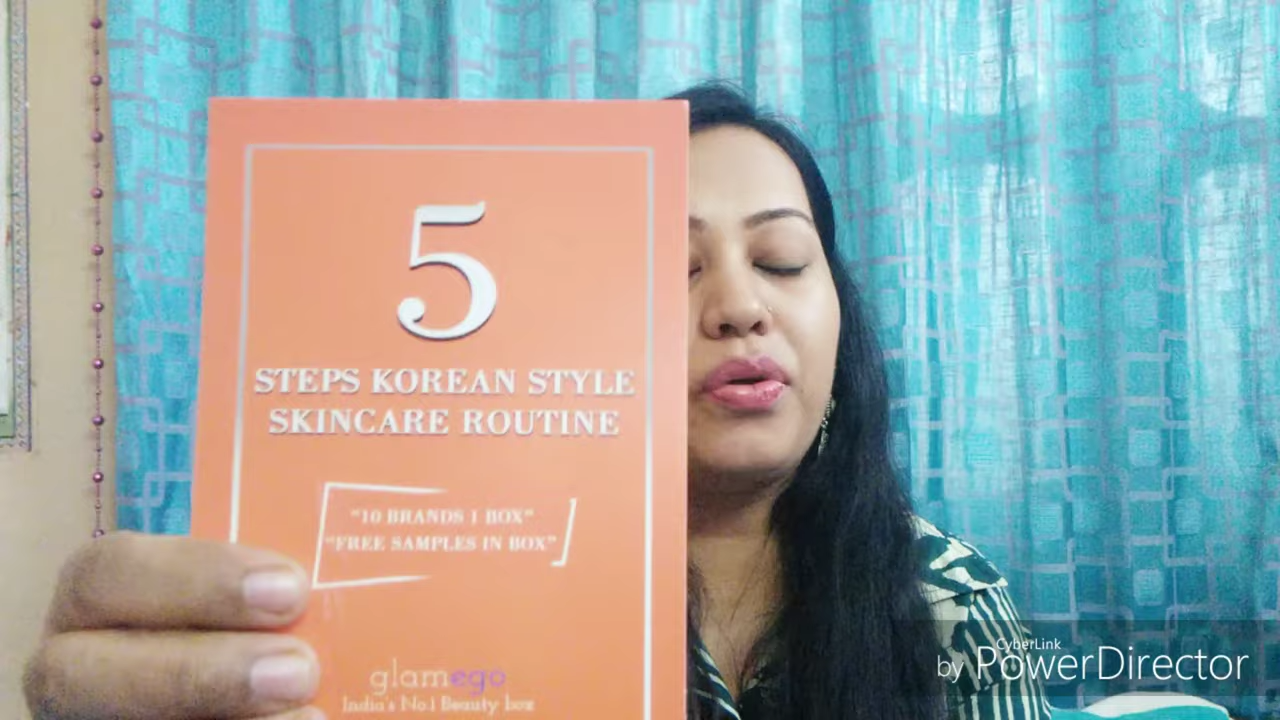 5
STEPS KOREAN STYLE
SKINCARE ROUTINE
"10 BRANDS 1 BOX"
"FREE SAMPLES IN BOX"
glamego
India's No.1 Beauty box
CyberLink
by PowerDirector